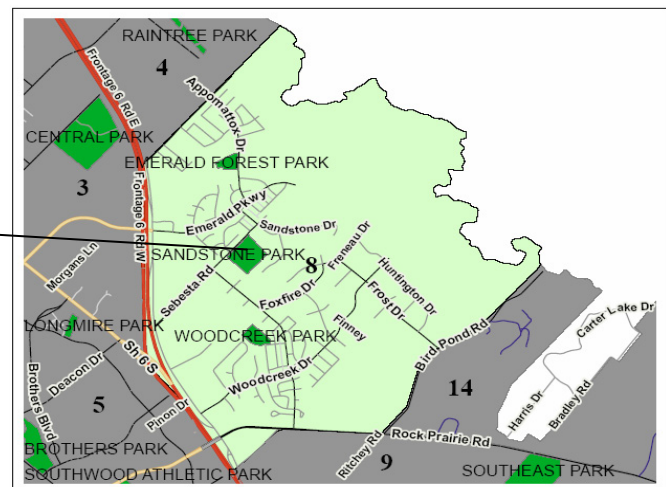 RAINTREE PARK
4
Frontage 6 Rd E
Appomattox Dr
CENTRAL PARK
EMERALD FOREST PARK
3
Frontage 6 Rd W
Emerald Pkwy
Sandstone Dr
Morgans Ln
SANDSTONE PARK
8
Freneau Dr
Huntington Dr
Sebesta Rd
Foxfire Dr
Frost Dr
LONGMIRE PARK
WOODCREEK PARK
Finney
Bird Pond Rd
Carter Lake Dr
Sh 6 S
Deacon Dr
Woodcreek Dr
14
Harris Dr
Bradley Rd
Brothers Blvd
5
Pinon Dr
Ritchey Rd
Rock Prairie Rd
BROTHERS PARK
9
SOUTHWOOD ATHLETIC PARK
SOUTHEAST PARK